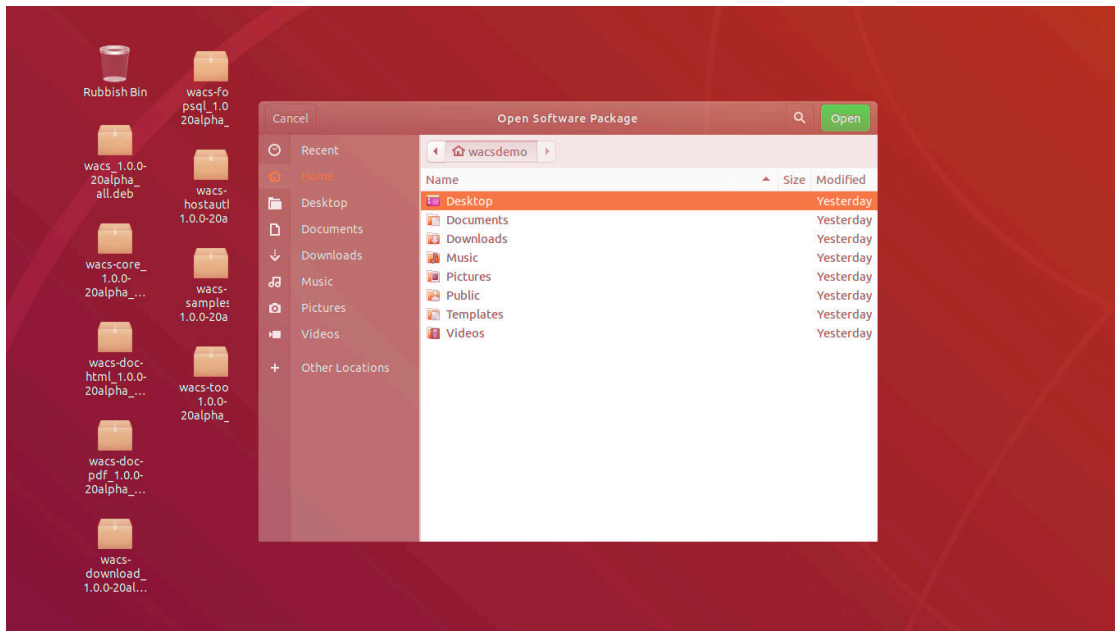 Rubbish Bin
wacs_1.0.0-
20alpha_
all.deb
wacs-core_
1.0.0-
20alpha_...
wacs-doc-
html_1.0.0-
20alpha_...
wacs-doc-
pdf_1.0.0-
20alpha_...
wacs-
download_
1.0.0-20al...
wacs-fo
psql_1.0
20alpha_
wacs-
hostauth
1.0.0-20a
wacs-
samples
1.0.0-20a
wacs-too
1.0.0-
20alpha_
Cancel Open Software Package Open
Recent
Home
Desktop
Documents
Downloads
Music
Pictures
Videos
Other Locations
wacsdemo
Name Size Modified
Desktop Yesterday
Documents Yesterday
Downloads Yesterday
Music Yesterday
Pictures Yesterday
Public Yesterday
Templates Yesterday
Videos Yesterday